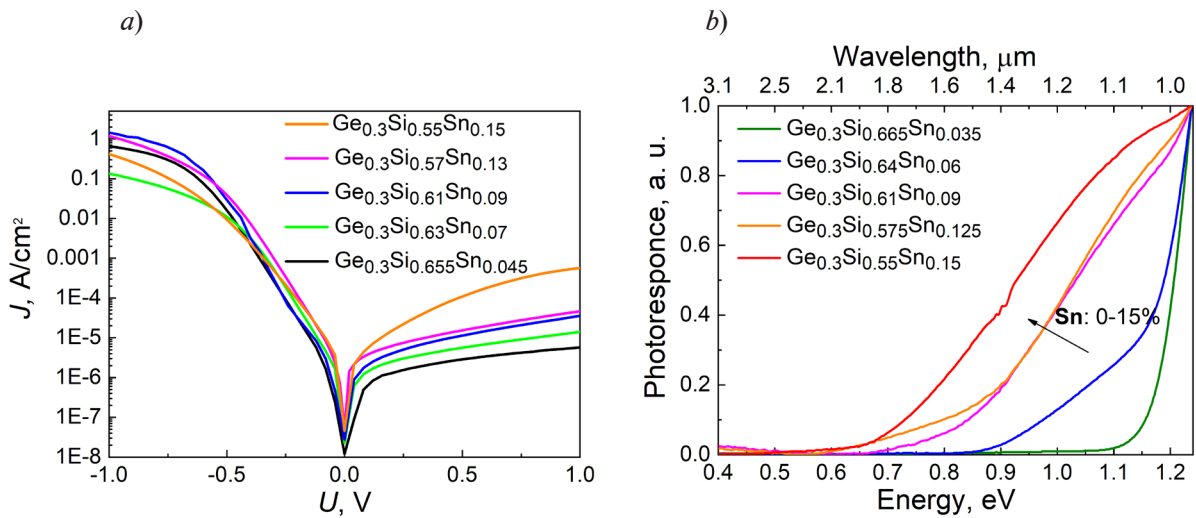 a)
J, A/cm²
1
0.1
0.01
0.001
1E-4
1E-5
1E-6
1E-7
1E-8
Ge0.3Si0.55Sn0.15
Ge0.3Si0.57Sn0.13
Ge0.3Si0.61Sn0.09
Ge0.3Si0.63Sn0.07
Ge0.3Si0.655Sn0.045
-1.0 -0.5 0.0 0.5 1.0
U, V
b)
Wavelength, μm
3.1 2.5 2.1 1.8 1.6 1.4 1.2 1.1 1.0
Photoresponce, a. u.
1.0
0.8
0.6
0.4
0.2
0.0
Ge0.3Si0.665Sn0.035
Ge0.3Si0.64Sn0.06
Ge0.3Si0.61Sn0.09
Ge0.3Si0.575Sn0.125
Ge0.3Si0.55Sn0.15
Sn: 0-15%
0.4 0.5 0.6 0.7 0.8 0.9 1.0 1.1 1.2
Energy, eV